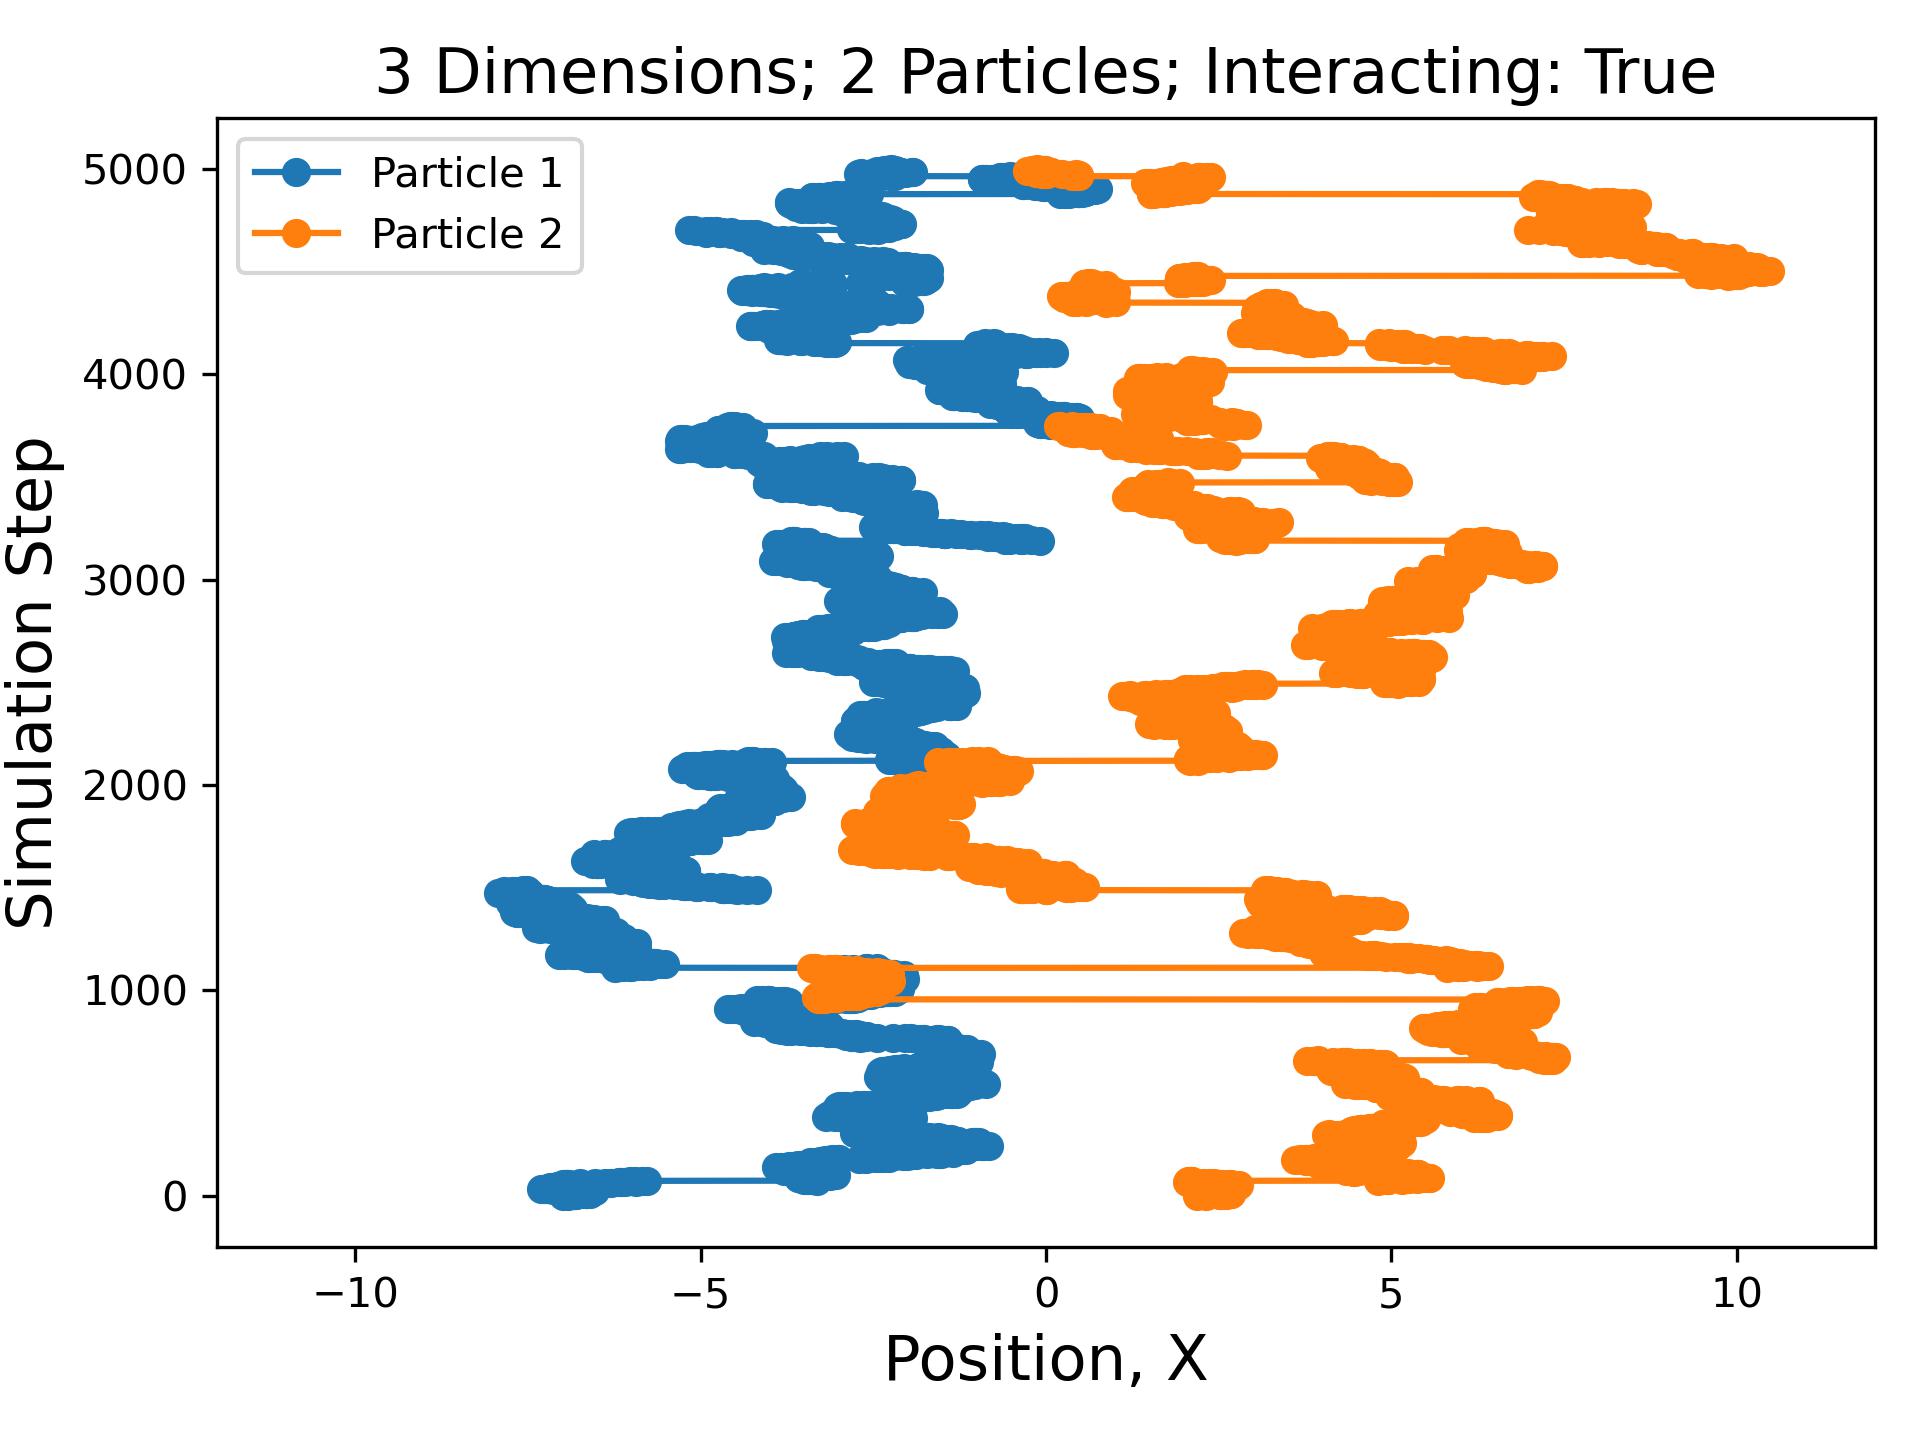 3 Dimensions; 2 Particles; Interacting: True
Particle 1
Particle 2
Simulation Step
5000
4000
3000
2000
1000
0
−10
−5
0
5
10
Position, X